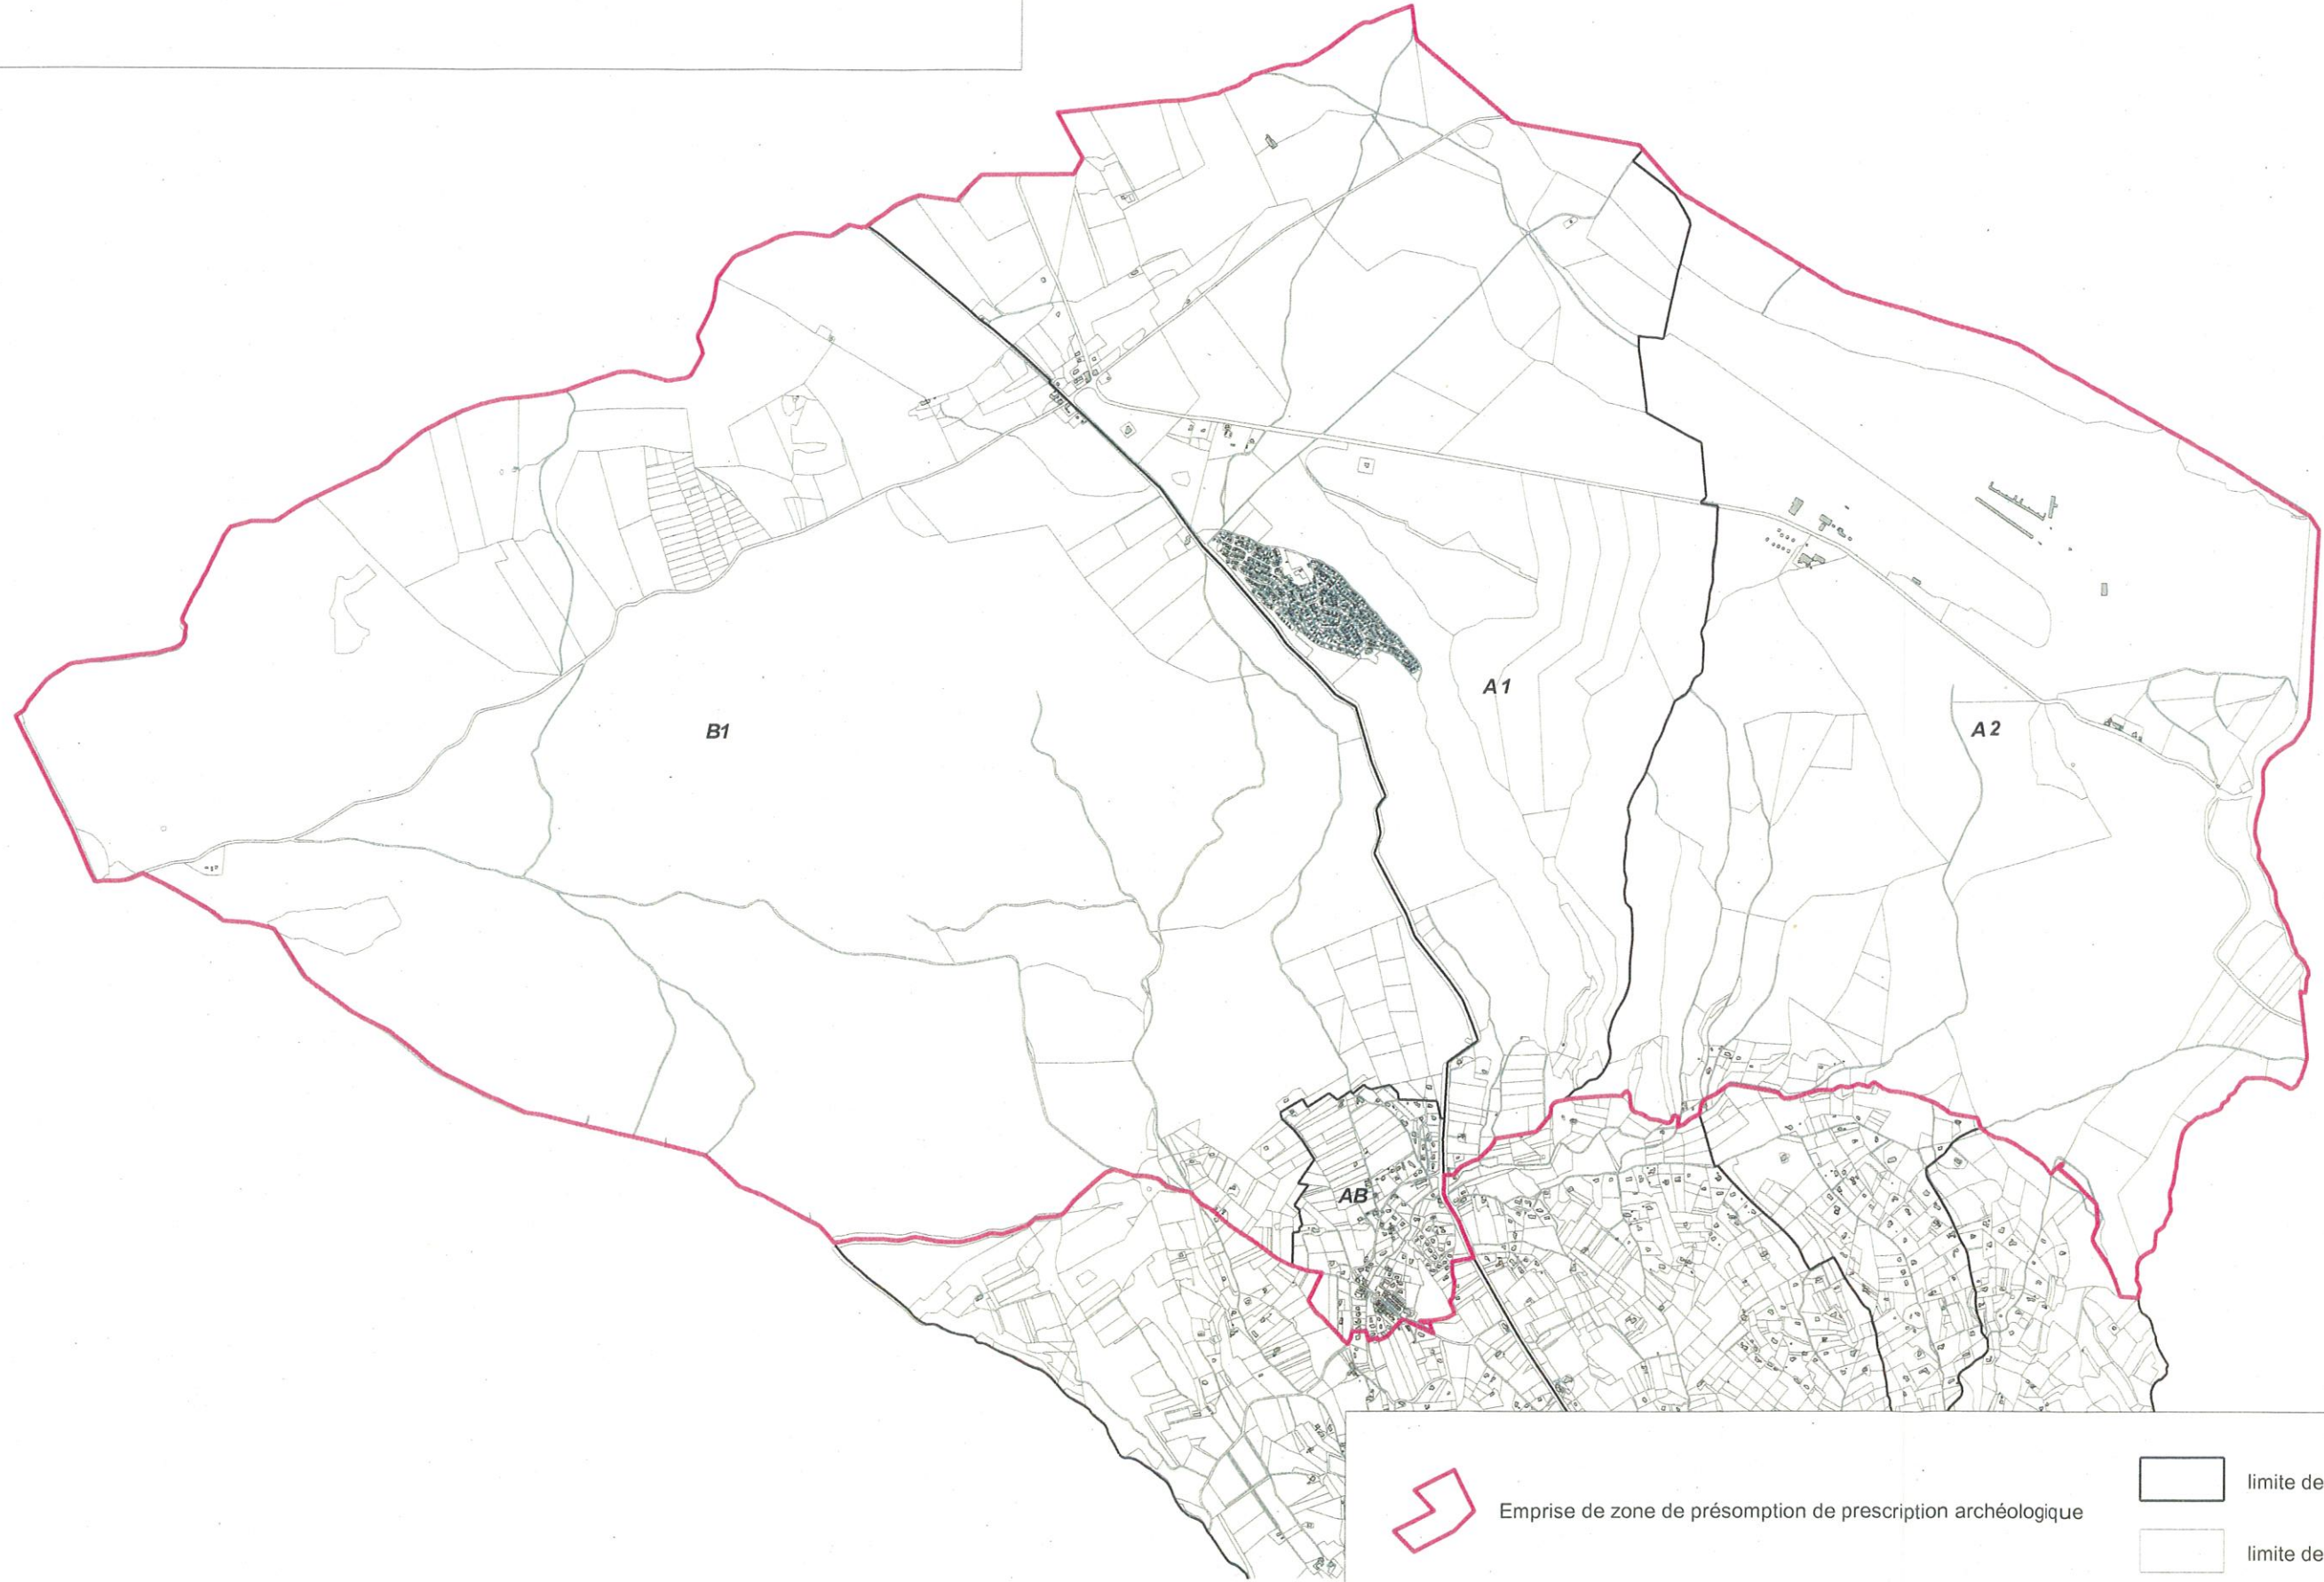 A1
B1
A2
AB
limite de
Emprise de zone de présomption de prescription archéologique
limite de